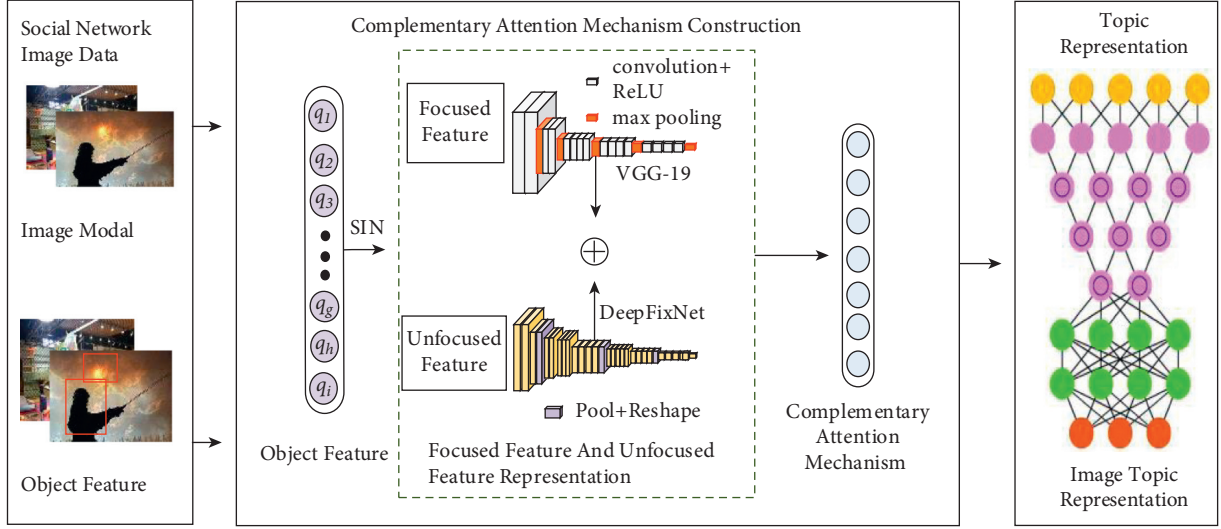 Social Network
Image Data
Image Modal
Object Feature
Complementary Attention Mechanism Construction
q1
q2
q3
qg
qh
qi
Object Feature
SIN
Focused
Feature
convolution+
ReLU
max pooling
VGG-19
DeepFixNet
Unfocused
Feature
Pool+Reshape
Focused Feature And Unfocused
Feature Representation
Complementary
Attention
Mechanism
Topic
Representation
Image Topic
Representation